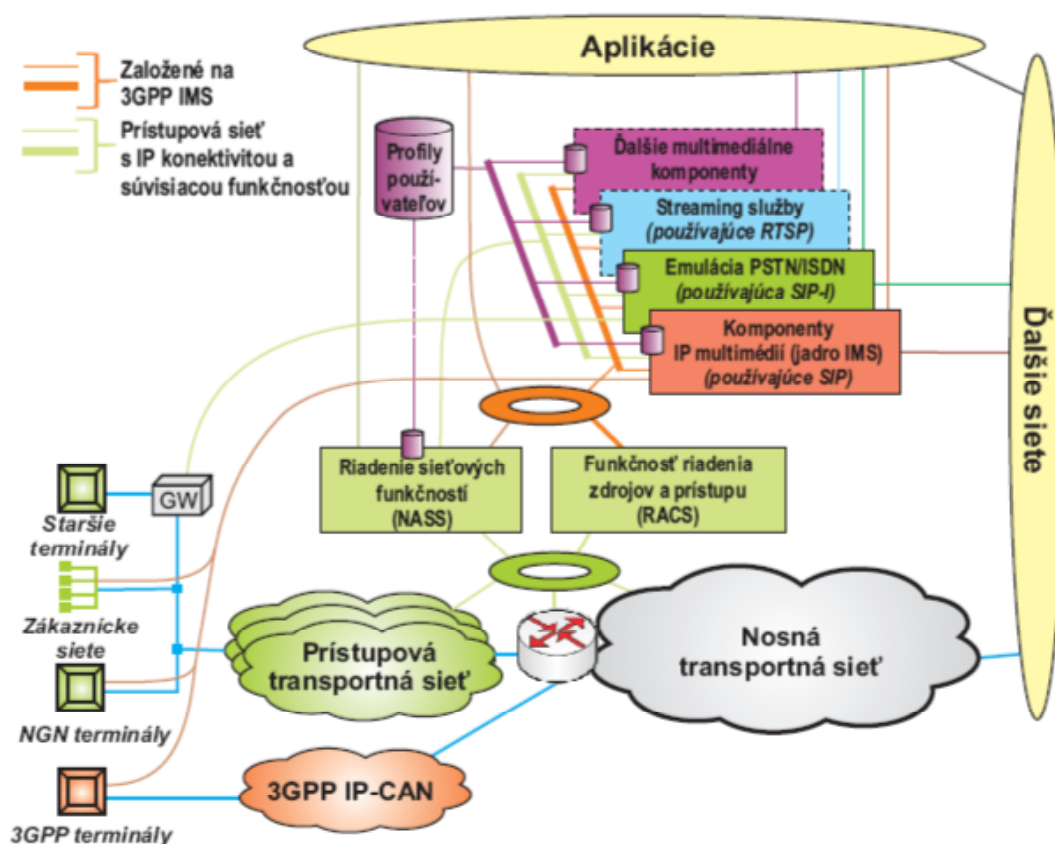 Aplikácie
Založené na
3GPP IMS
Prístupová sieť
s IP konektivitou a
súvisiacou funkčnosťou
Profily
použí-
vateľov
Ďalšie multimediálne
komponenty
Streaming služby
(používajúce RTSP)
Emulácia PSTN/ISDN
(používajúca SIP-I)
Komponenty
IP multimédií (jadro IMS)
(používajúce SIP)
Ďalšie siete
Riadenie sieťových
funkčností
(NASS)
Funkčnosť riadenia
zdrojov a prístupu
(RACS)
GW
Staršie
terminály
Zákaznícke
siete
NGN terminály
3GPP terminály
Prístupová
transportná sieť
Nosná
transportná sieť
3GPP IP-CAN